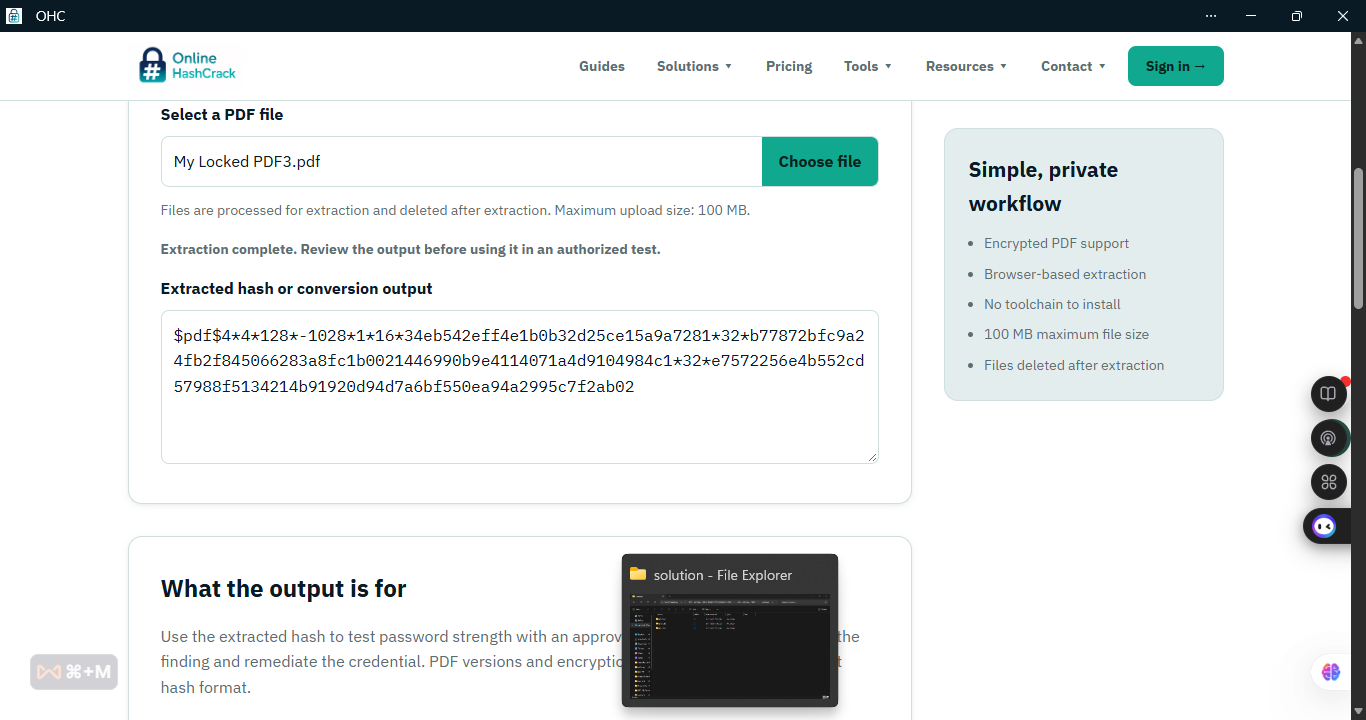 OHC
Online
HashCrack
Guides
Solutions
Pricing
Tools
Resources
Contact
Sign in →
Select a PDF file
My Locked PDF3.pdf
Choose file
Files are processed for extraction and deleted after extraction. Maximum upload size: 100 MB.
Extraction complete. Review the output before using it in an authorized test.
Extracted hash or conversion output
$pdf$4*4*128*-1028*1*16*34eb542eff4e1b0b32d25ce15a9a7281*32*b77872bfc9a2
4fb2f845066283a8fc1b0021446990b9e4114071a4d9104984c1*32*e7572256e4b552cd
57988f5134214b91920d94d7a6bf550ea94a2995c7f2ab02
Simple, private
workflow
Encrypted PDF support
Browser-based extraction
No toolchain to install
100 MB maximum file size
Files deleted after extraction
What the output is for
Use the extracted hash to test password strength with an approv
the
finding and remediate the credential. PDF versions and encryptio
t
hash format.
solution - File Explorer
⌘+M